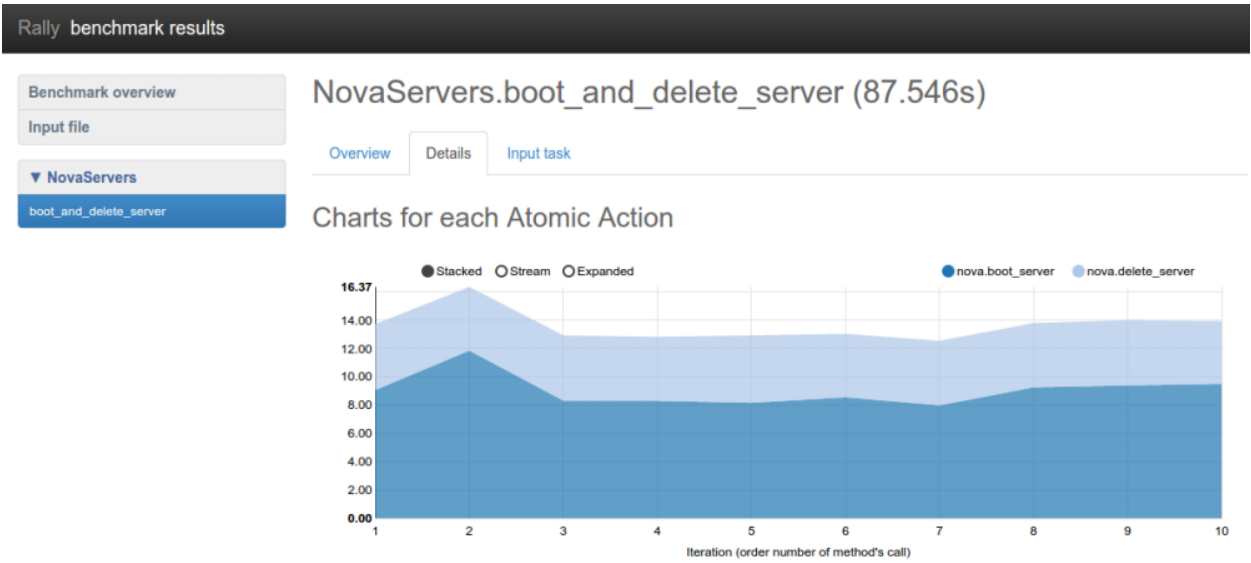 Rally benchmark results
Benchmark overview
Input file
▼ NovaServers
boot_and_delete_server
NovaServers.boot_and_delete_server (87.546s)
Overview Details Input task
Charts for each Atomic Action
Stacked Stream Expanded nova.boot_server nova.delete_server
16.37
14.00
12.00
10.00
8.00
6.00
4.00
2.00
0.00
1 2 3 4 5 6 7 8 9 10
Iteration (order number of method's call)